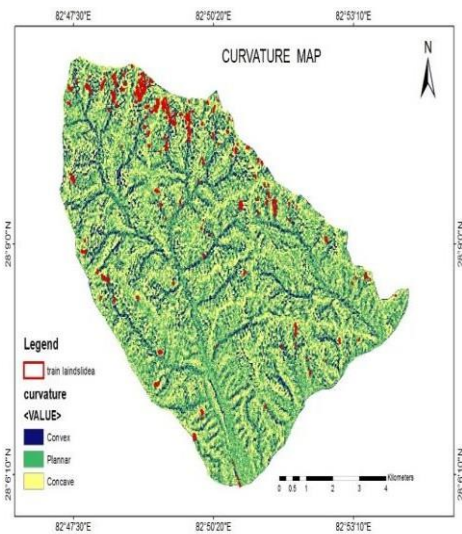 82°47'30"E 82°50'20"E 82°53'10"E
CURVATURE MAP
N
28°9'0"N 28°9'0"N
Legend
train landslidea
curvature
<VALUE>
Convex
Plannar
Concave
28°6'10"N 28°6'10"N
Kilometers
0 0.5 1 2 3 4
82°47'30"E 82°50'20"E 82°53'10"E